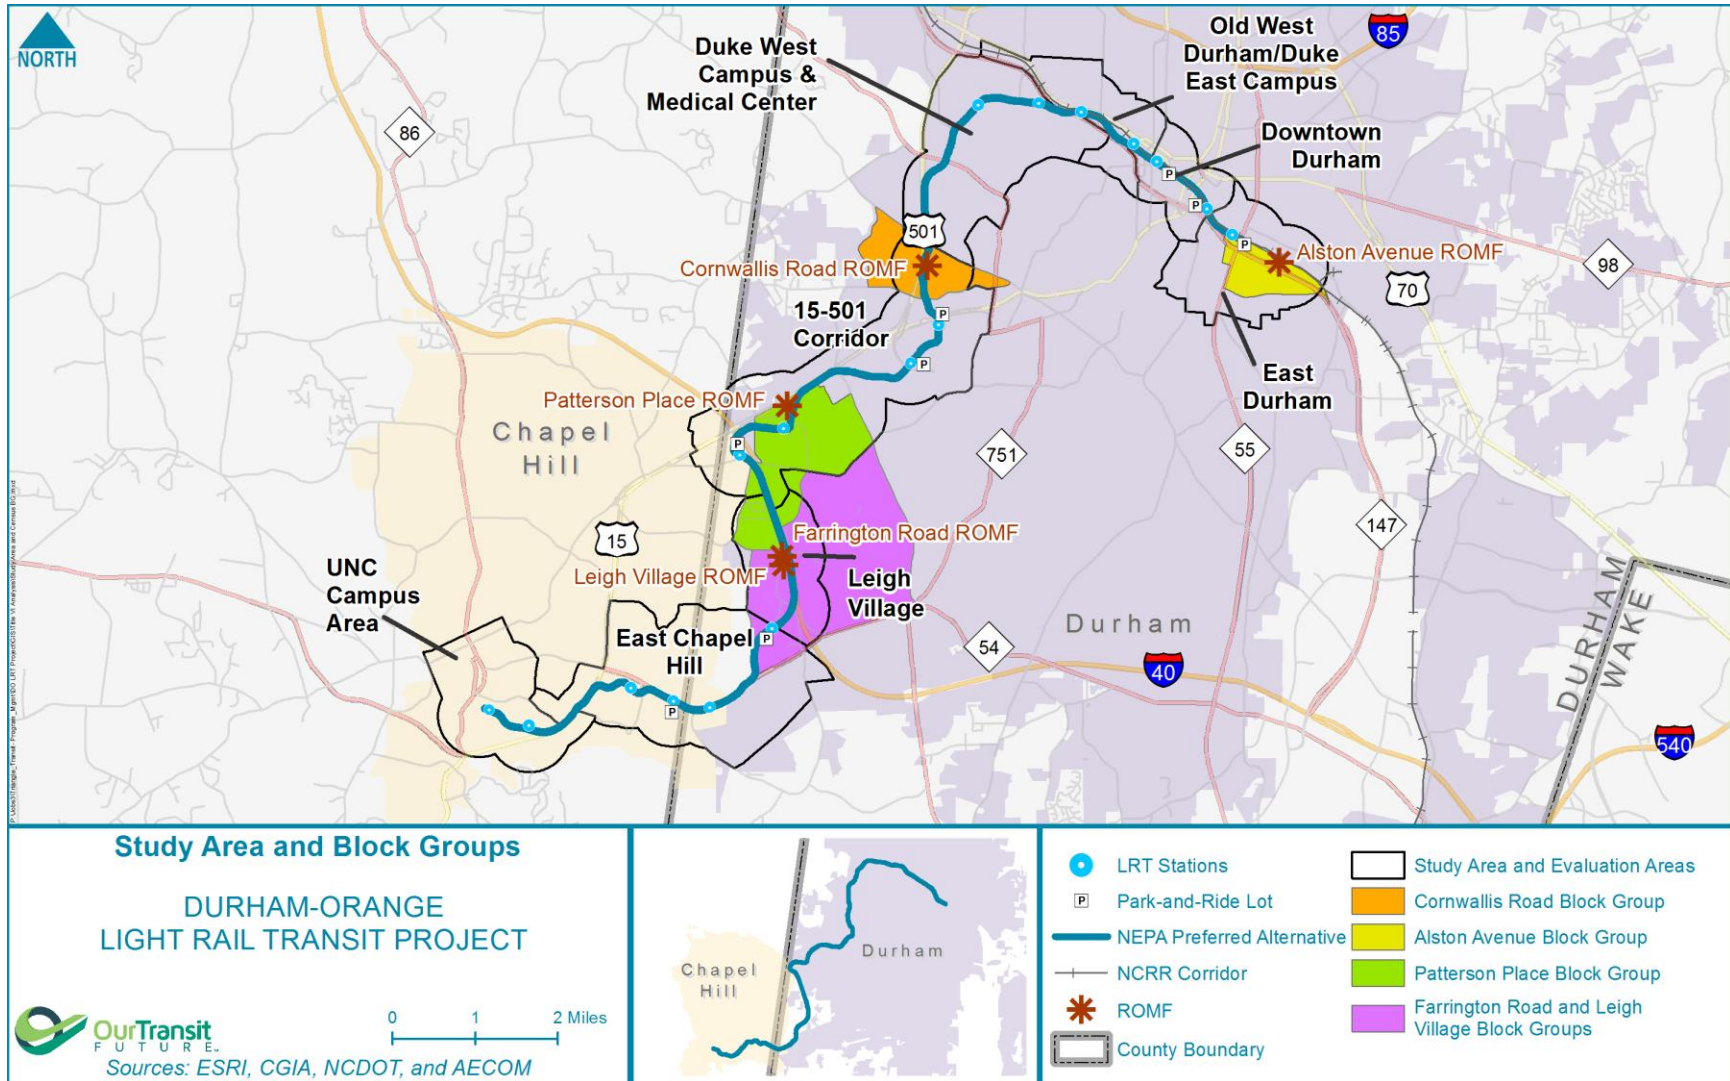 NORTH
86
Duke West
Campus &
Medical Center
Old West
Durham/Duke
East Campus
85
Downtown
Durham
501
Cornwallis Road ROMF
Alston Avenue ROMF
98
70
15-501
Corridor
East
Durham
Patterson Place ROMF
Chapel
Hill
751
55
147
15
Farrington Road ROMF
Leigh Village ROMF
Leigh
Village
UNC
Campus
Area
East Chapel
Hill
Durham
54
40
DURHAM
WAKE
540
P
P
P
P
P
P
P
P
Study Area and Block Groups
DURHAM-ORANGE
LIGHT RAIL TRANSIT PROJECT
OurTransit
FUTURE
0 1 2 Miles
Sources: ESRI, CGIA, NCDOT, and AECOM
Chapel
Hill
Durham
LRT Stations
P Park-and-Ride Lot
NEPA Preferred Alternative
NCRR Corridor
ROMF
County Boundary
Study Area and Evaluation Areas
Cornwallis Road Block Group
Alston Avenue Block Group
Patterson Place Block Group
Farrington Road and Leigh
Village Block Groups